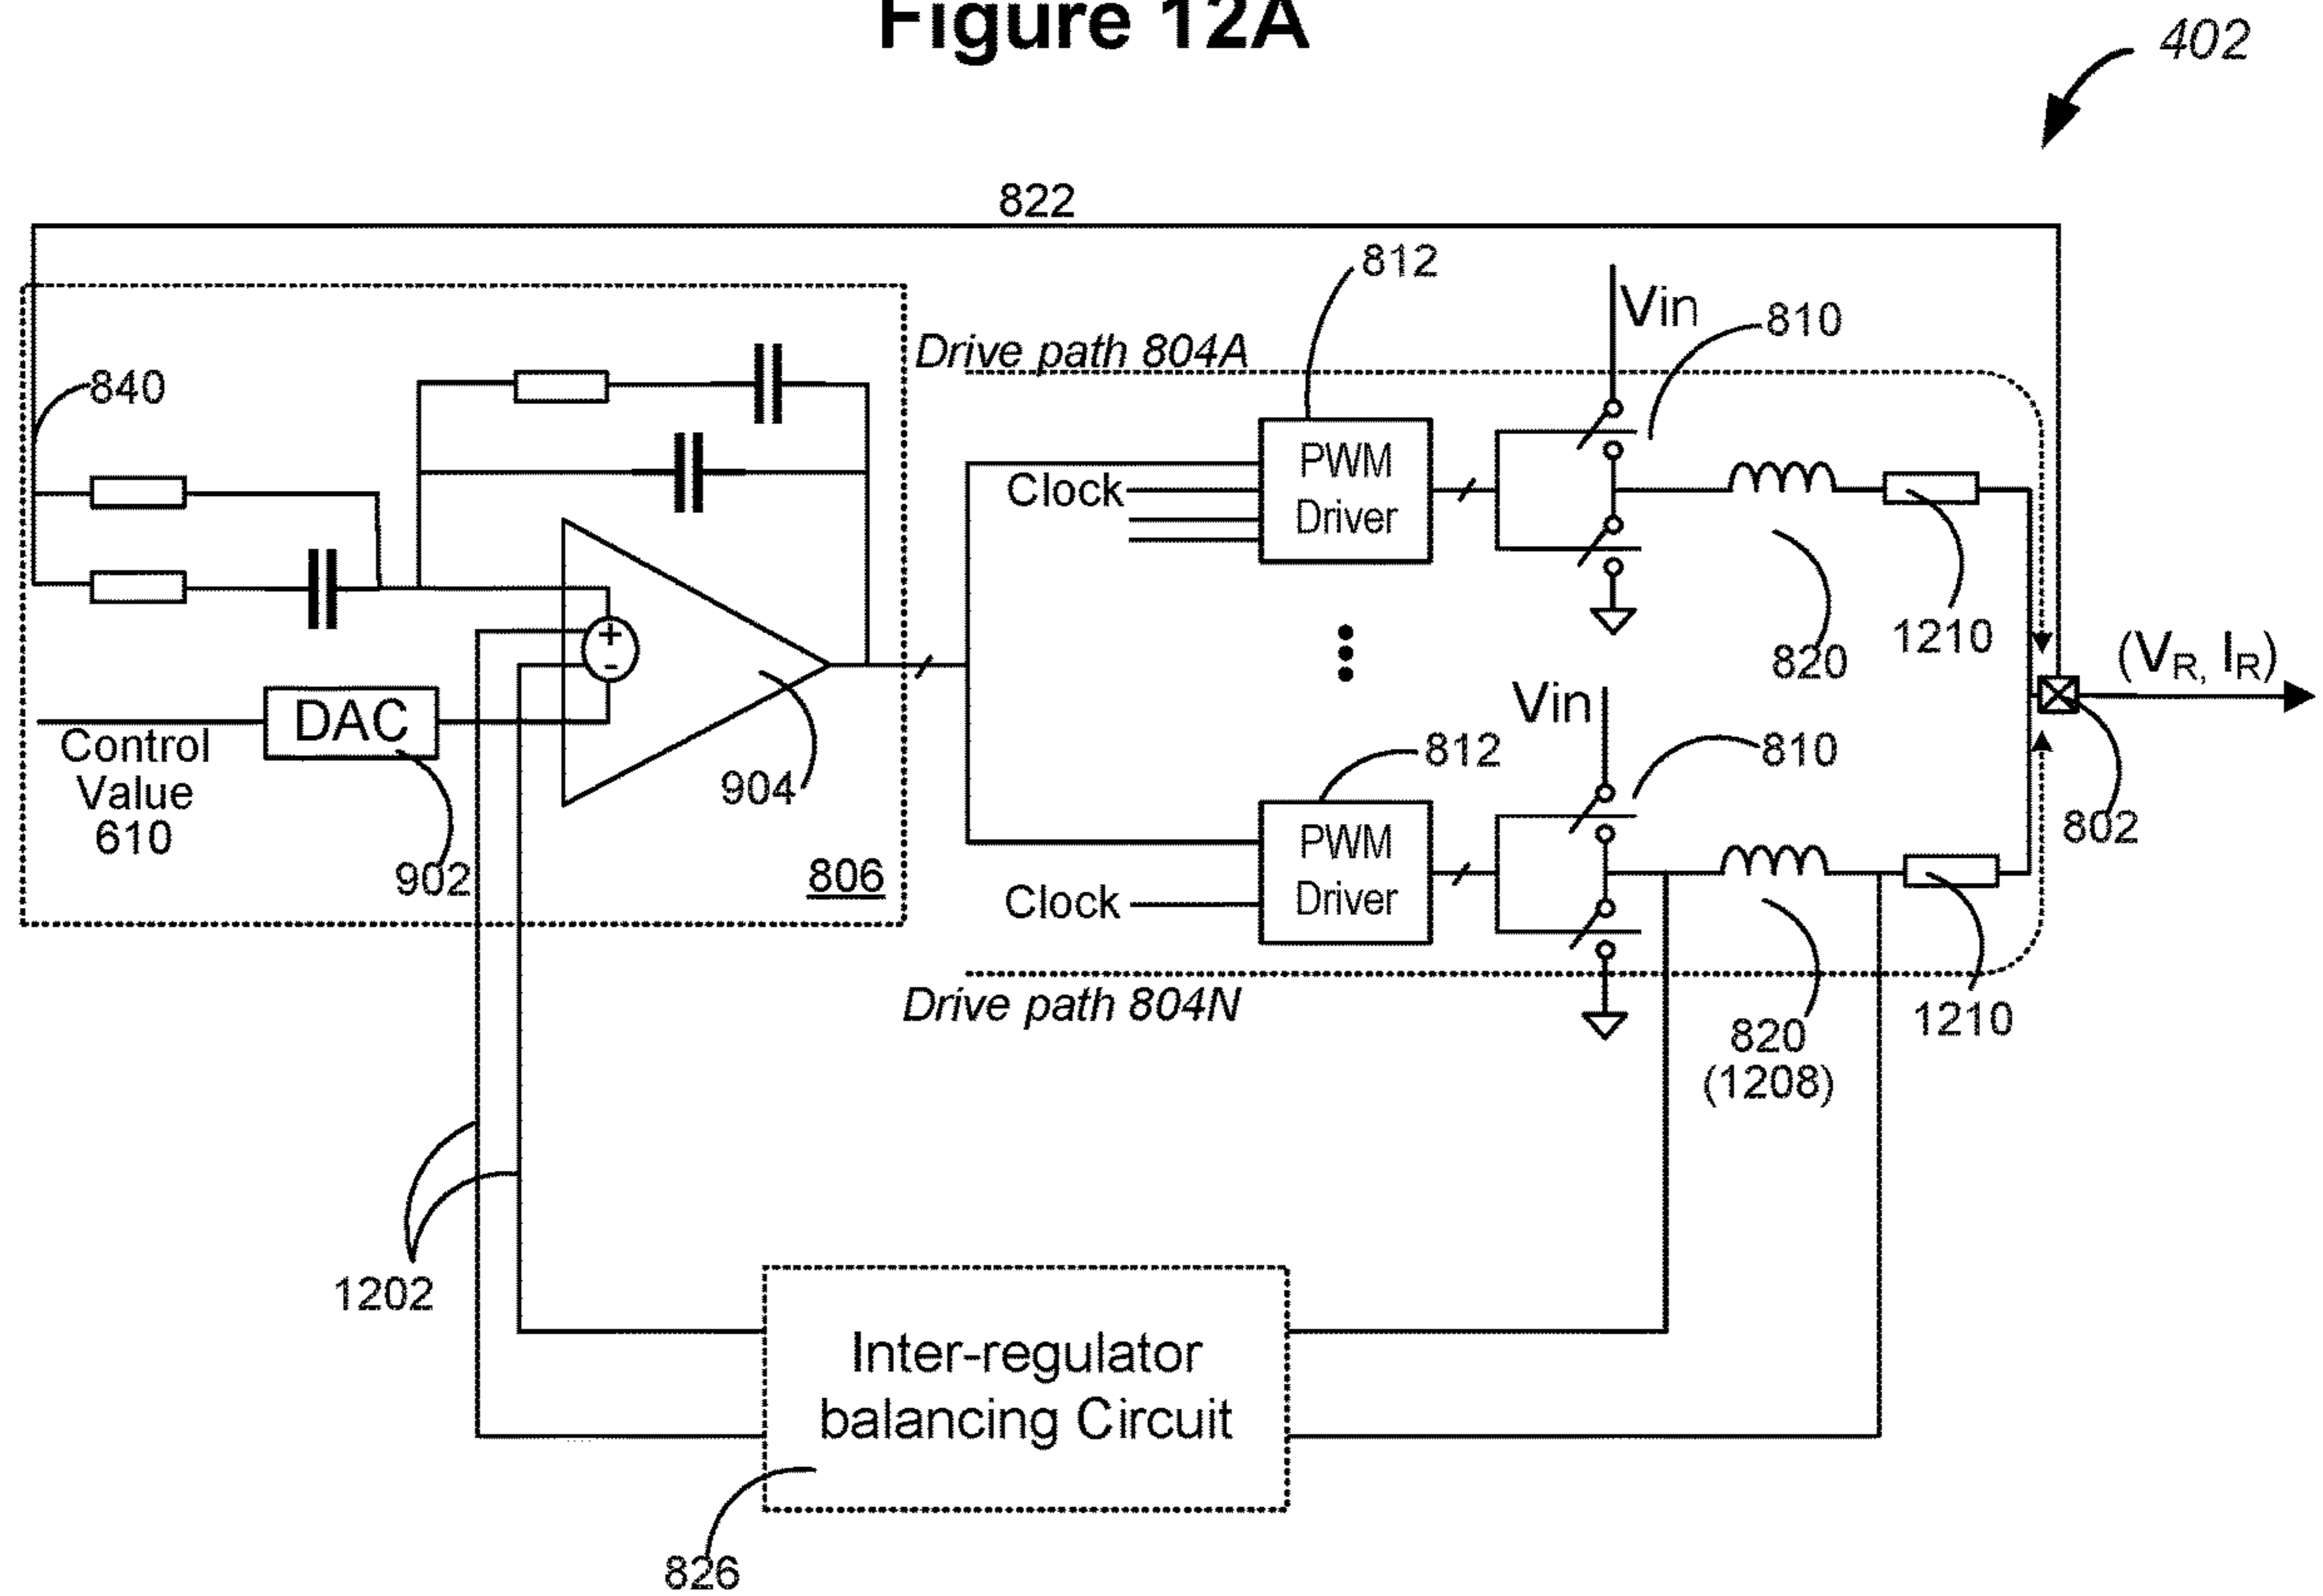 Figure 12A
402
822
812
Vin
810
Drive path 804A
840
PWM
Driver
Clock
820
1210
(VR, IR)
+
-
DAC
Control
Value
610
902
904
806
Vin
812
810
802
PWM
Driver
Clock
Drive path 804N
820
(1208)
1210
1202
Inter-regulator
balancing Circuit
826